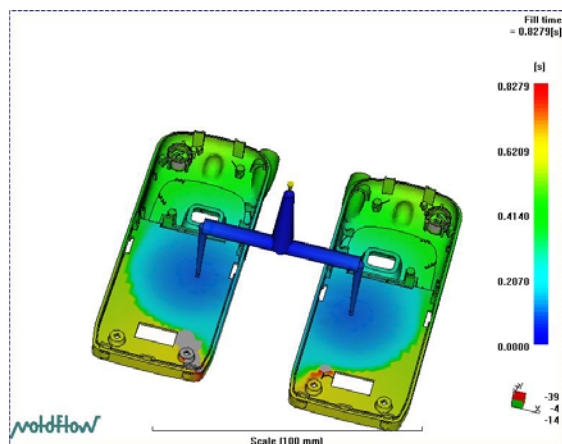 Fill time
= 0.8279[s]
[s]
0.8279
0.6209
0.4140
0.2070
0.0000
-39
-4
-14
moldflow
Scale (100 mm)